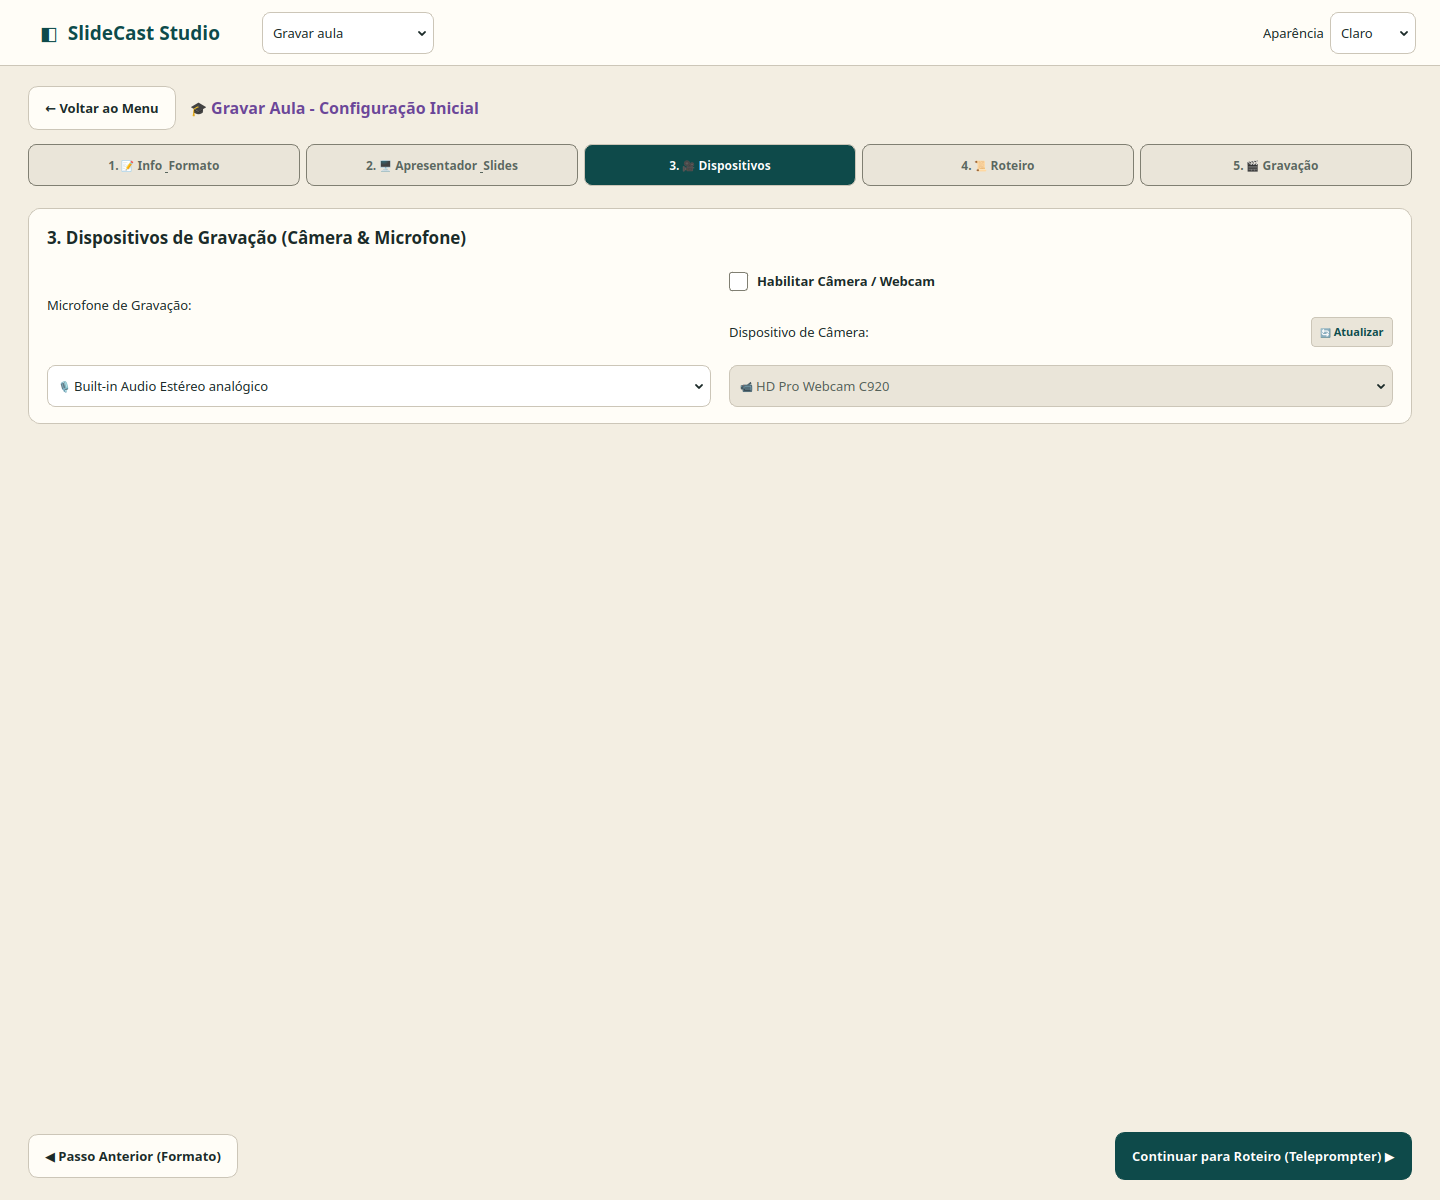 SlideCast Studio
Gravar aula
Aparência
Claro
← Voltar ao Menu
🎓 Gravar Aula - Configuração Inicial
1. 📝 Info _Formato
2. 🖥️ Apresentador _Slides
3. 🎥 Dispositivos
4. 📜 Roteiro
5. 🎬 Gravação
3. Dispositivos de Gravação (Câmera & Microfone)
Microfone de Gravação:
🎙️ Built-in Audio Estéreo analógico
Habilitar Câmera / Webcam
Dispositivo de Câmera:
🔄 Atualizar
📹 HD Pro Webcam C920
◀ Passo Anterior (Formato)
Continuar para Roteiro (Teleprompter) ▶